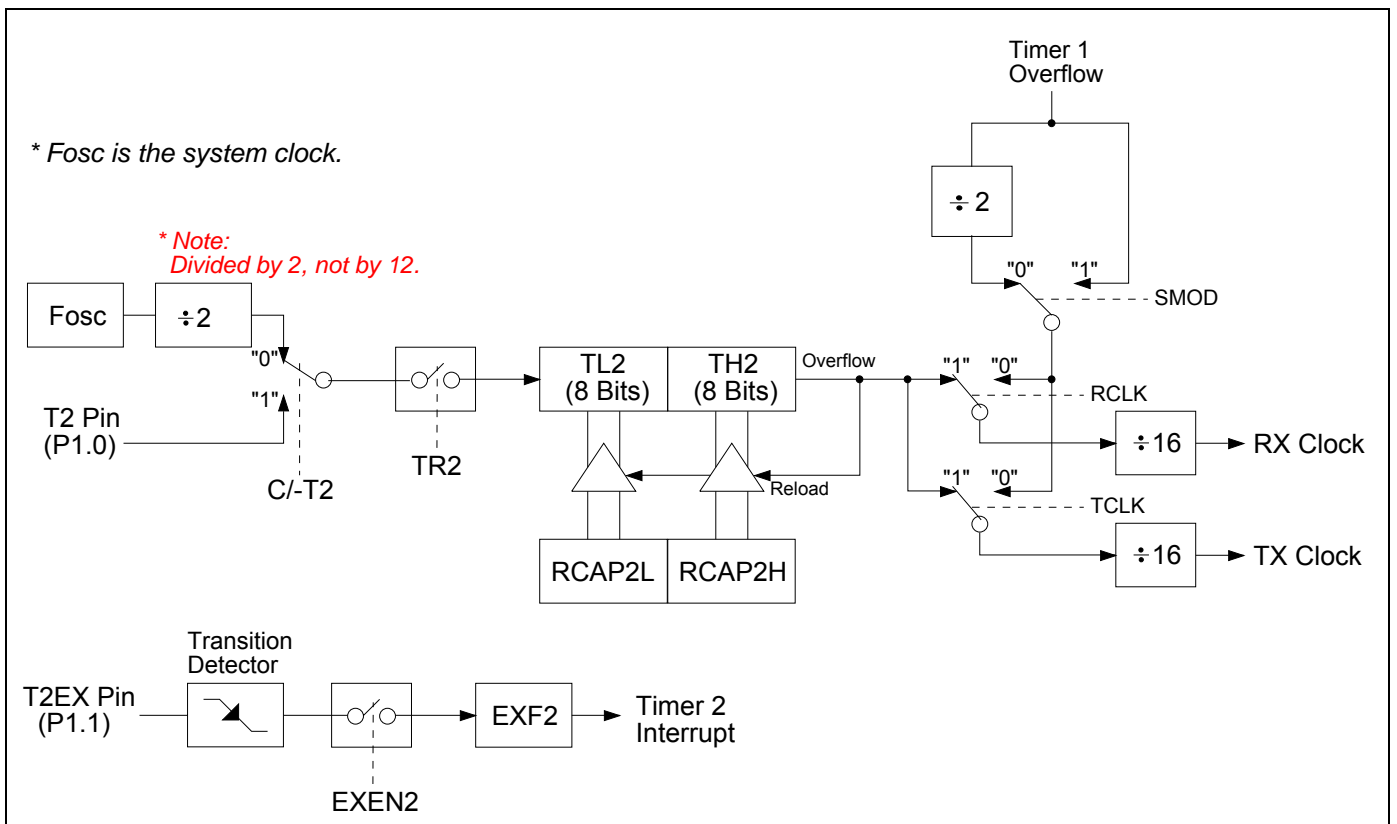 Timer 1
Overflow
* Fosc is the system clock.
÷ 2
* Note:
Divided by 2, not by 12.
"0" "1"
SMOD
Fosc
÷2
"0"
"1"
T2 Pin
(P1.0)
C/-T2
TR2
TL2
(8 Bits)
TH2
(8 Bits)
Overflow
Reload
RCAP2L
RCAP2H
"1" "0"
RCLK
÷16
RX Clock
"1" "0"
TCLK
÷16
TX Clock
Transition
Detector
T2EX Pin
(P1.1)
EXEN2
EXF2
Timer 2
Interrupt